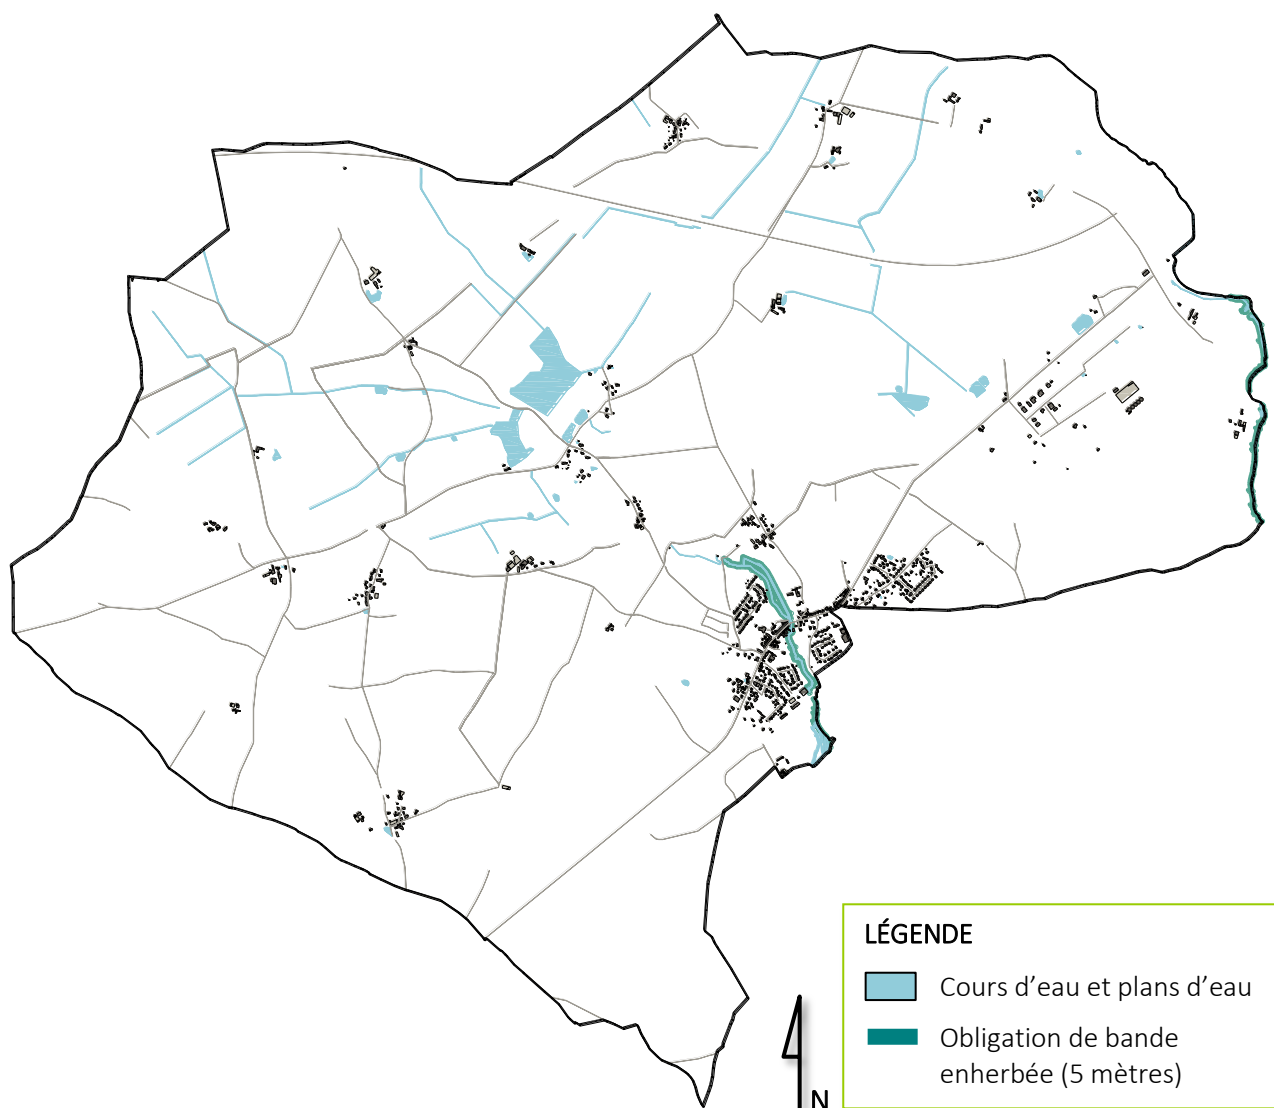 LÉGENDE
Cours d’eau et plans d’eau
Obligation de bande
enherbée (5 mètres)
N